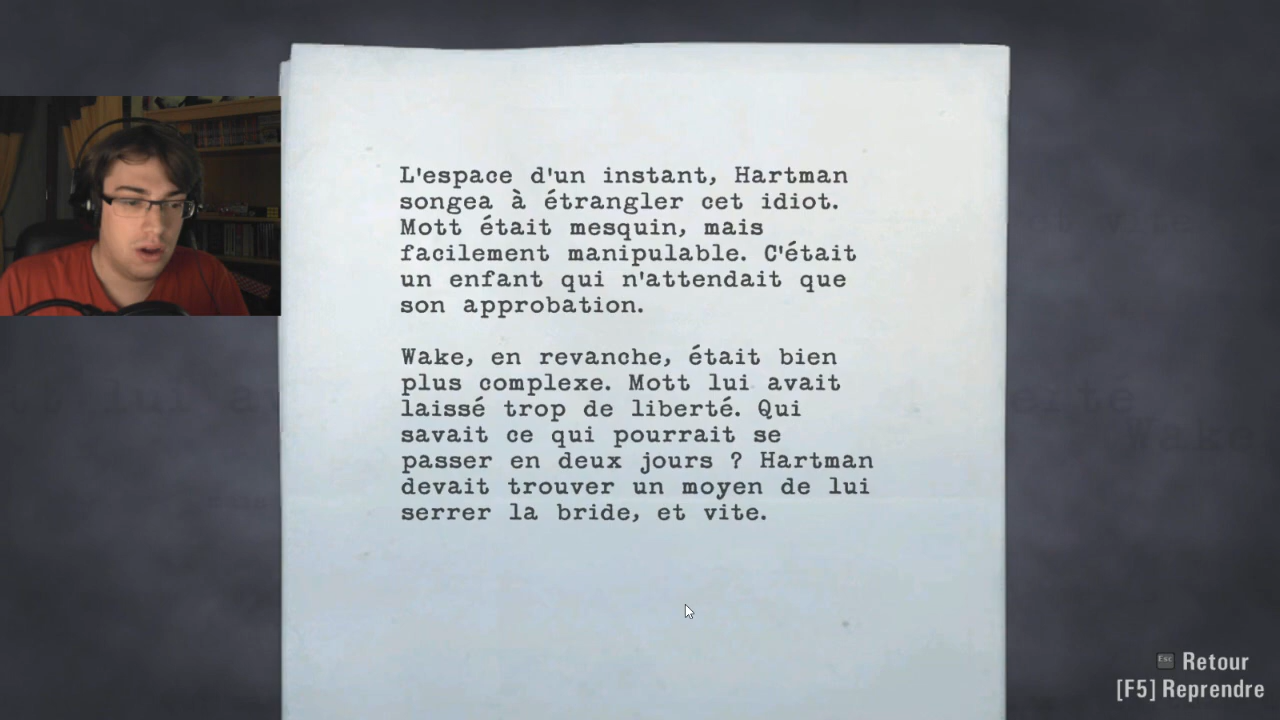 L'espace d'un instant, Hartman
songea à étrangler cet idiot.
Mott était mesquin, mais
facilement manipulable. C'était
un enfant qui n'attendait que
son approbation.
Wake, en revanche, était bien
plus complexe. Mott lui avait
laissé trop de liberté. Qui
savait ce qui pourrait se
passer en deux jours ? Hartman
devait trouver un moyen de lui
serrer la bride, et vite.
Esc Retour
[F5] Reprendre